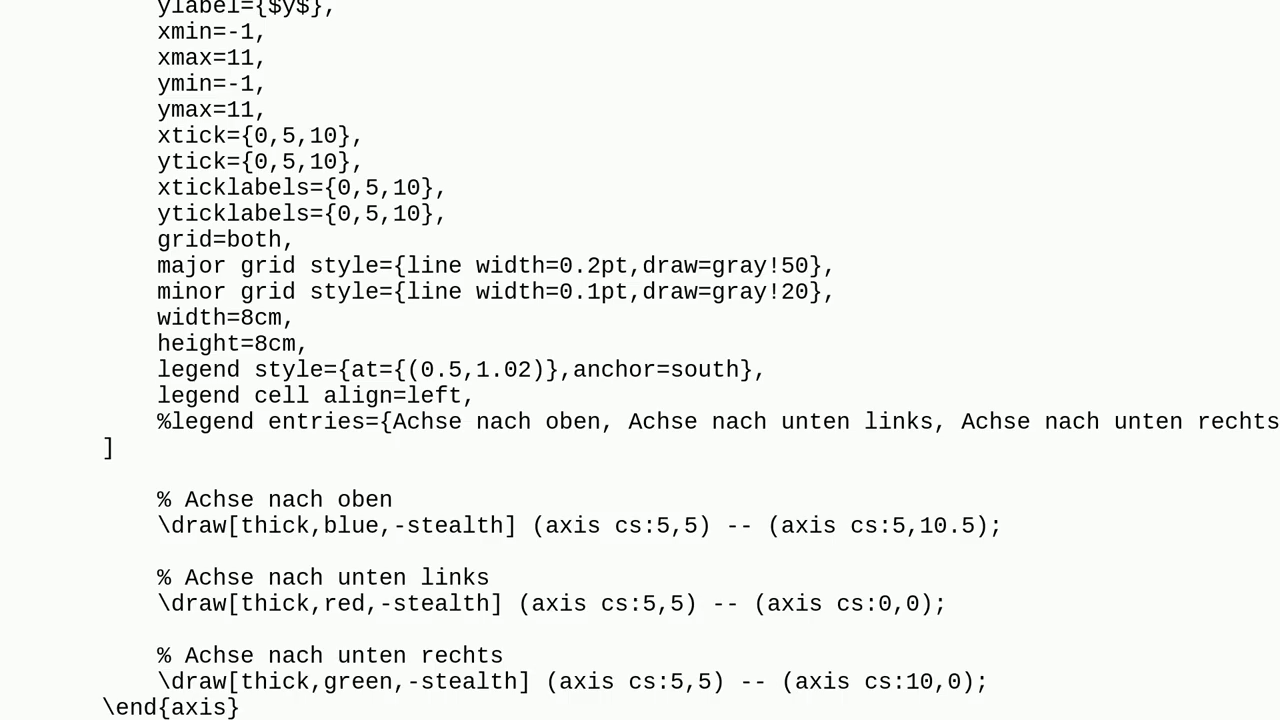 ylabel={$y$},
xmin=-1,
xmax=11,
ymin=-1,
ymax=11,
xtick={0,5,10},
ytick={0,5,10},
xticklabels={0,5,10},
yticklabels={0,5,10},
grid=both,
major grid style={line width=0.2pt,draw=gray!50},
minor grid style={line width=0.1pt,draw=gray!20},
width=8cm,
height=8cm,
legend style={at={(0.5,1.02)},anchor=south},
legend cell align=left,
%legend entries={Achse nach oben, Achse nach unten links, Achse nach unten rechts
]
% Achse nach oben
\draw[thick,blue,-stealth] (axis cs:5,5) -- (axis cs:5,10.5);
% Achse nach unten links
\draw[thick,red,-stealth] (axis cs:5,5) -- (axis cs:0,0);
% Achse nach unten rechts
\draw[thick,green,-stealth] (axis cs:5,5) -- (axis cs:10,0);
\end{axis}